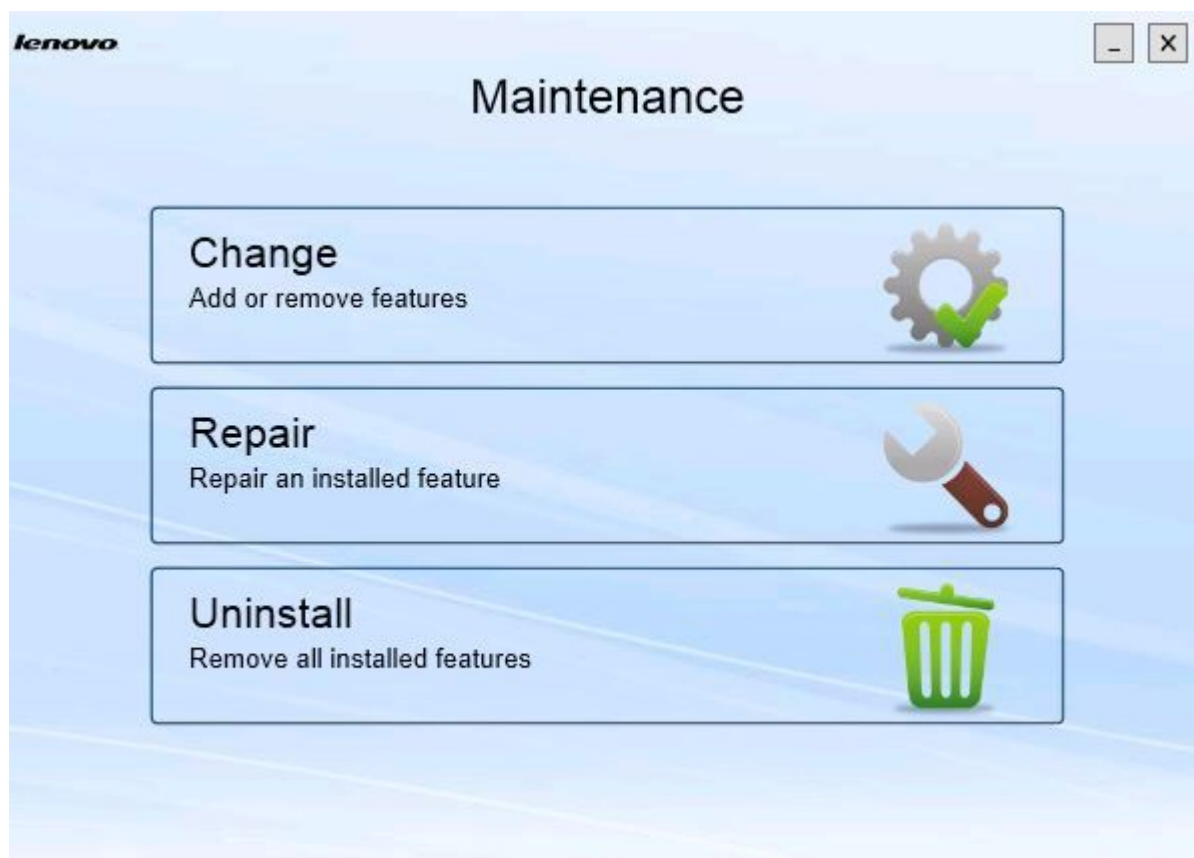 lenovo
Maintenance
Change
Add or remove features
Repair
Repair an installed feature
Uninstall
Remove all installed features